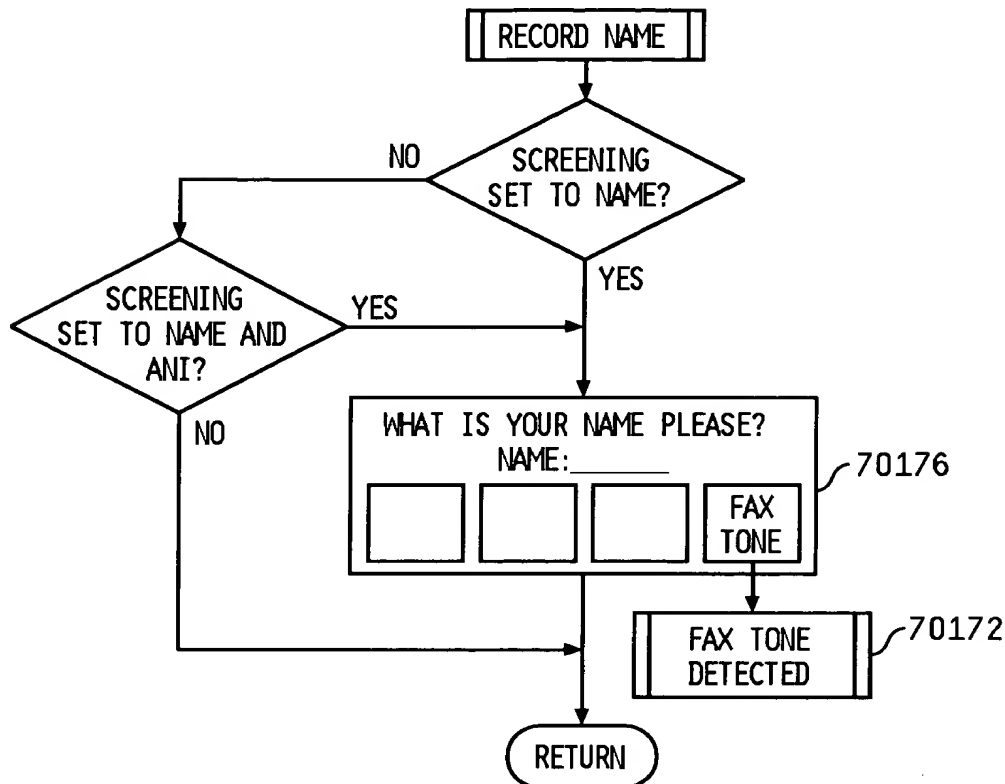 RECORD NAME
SCREENING
SET TO NAME?
NO
YES
SCREENING
SET TO NAME AND
ANI?
YES
NO
WHAT IS YOUR NAME PLEASE?
NAME:_______
FAX
TONE
70176
FAX TONE
DETECTED
70172
RETURN